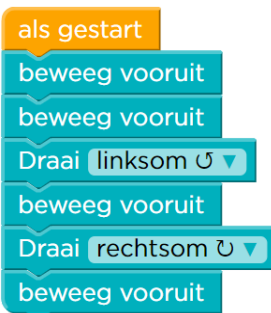 als gestart
beweeg vooruit
beweeg vooruit
Draai linksom ↺ ▼
beweeg vooruit
Draai rechtsom ↻ ▼
beweeg vooruit